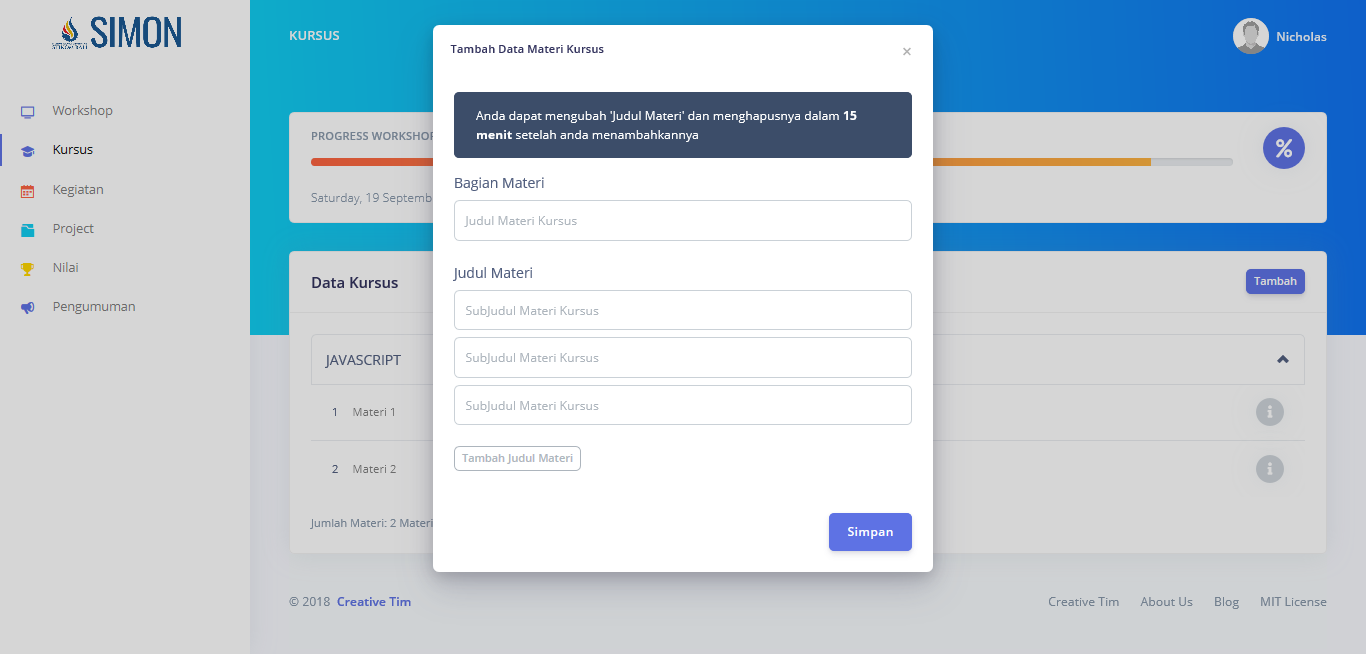 SIMON
KURSUS
Nicholas
Workshop
Kursus
Kegiatan
Project
Nilai
Pengumuman
PROGRESS WORKSHOP
Saturday, 19 Septemb
%
Data Kursus
Tambah
JAVASCRIPT
1 Materi 1
2 Materi 2
Jumlah Materi: 2 Materi
Tambah Data Materi Kursus
×
Anda dapat mengubah 'Judul Materi' dan menghapusnya dalam 15
menit setelah anda menambahkannya
Bagian Materi
Judul Materi Kursus
Judul Materi
SubJudul Materi Kursus
SubJudul Materi Kursus
SubJudul Materi Kursus
Tambah Judul Materi
Simpan
© 2018 Creative Tim
Creative Tim About Us Blog MIT License